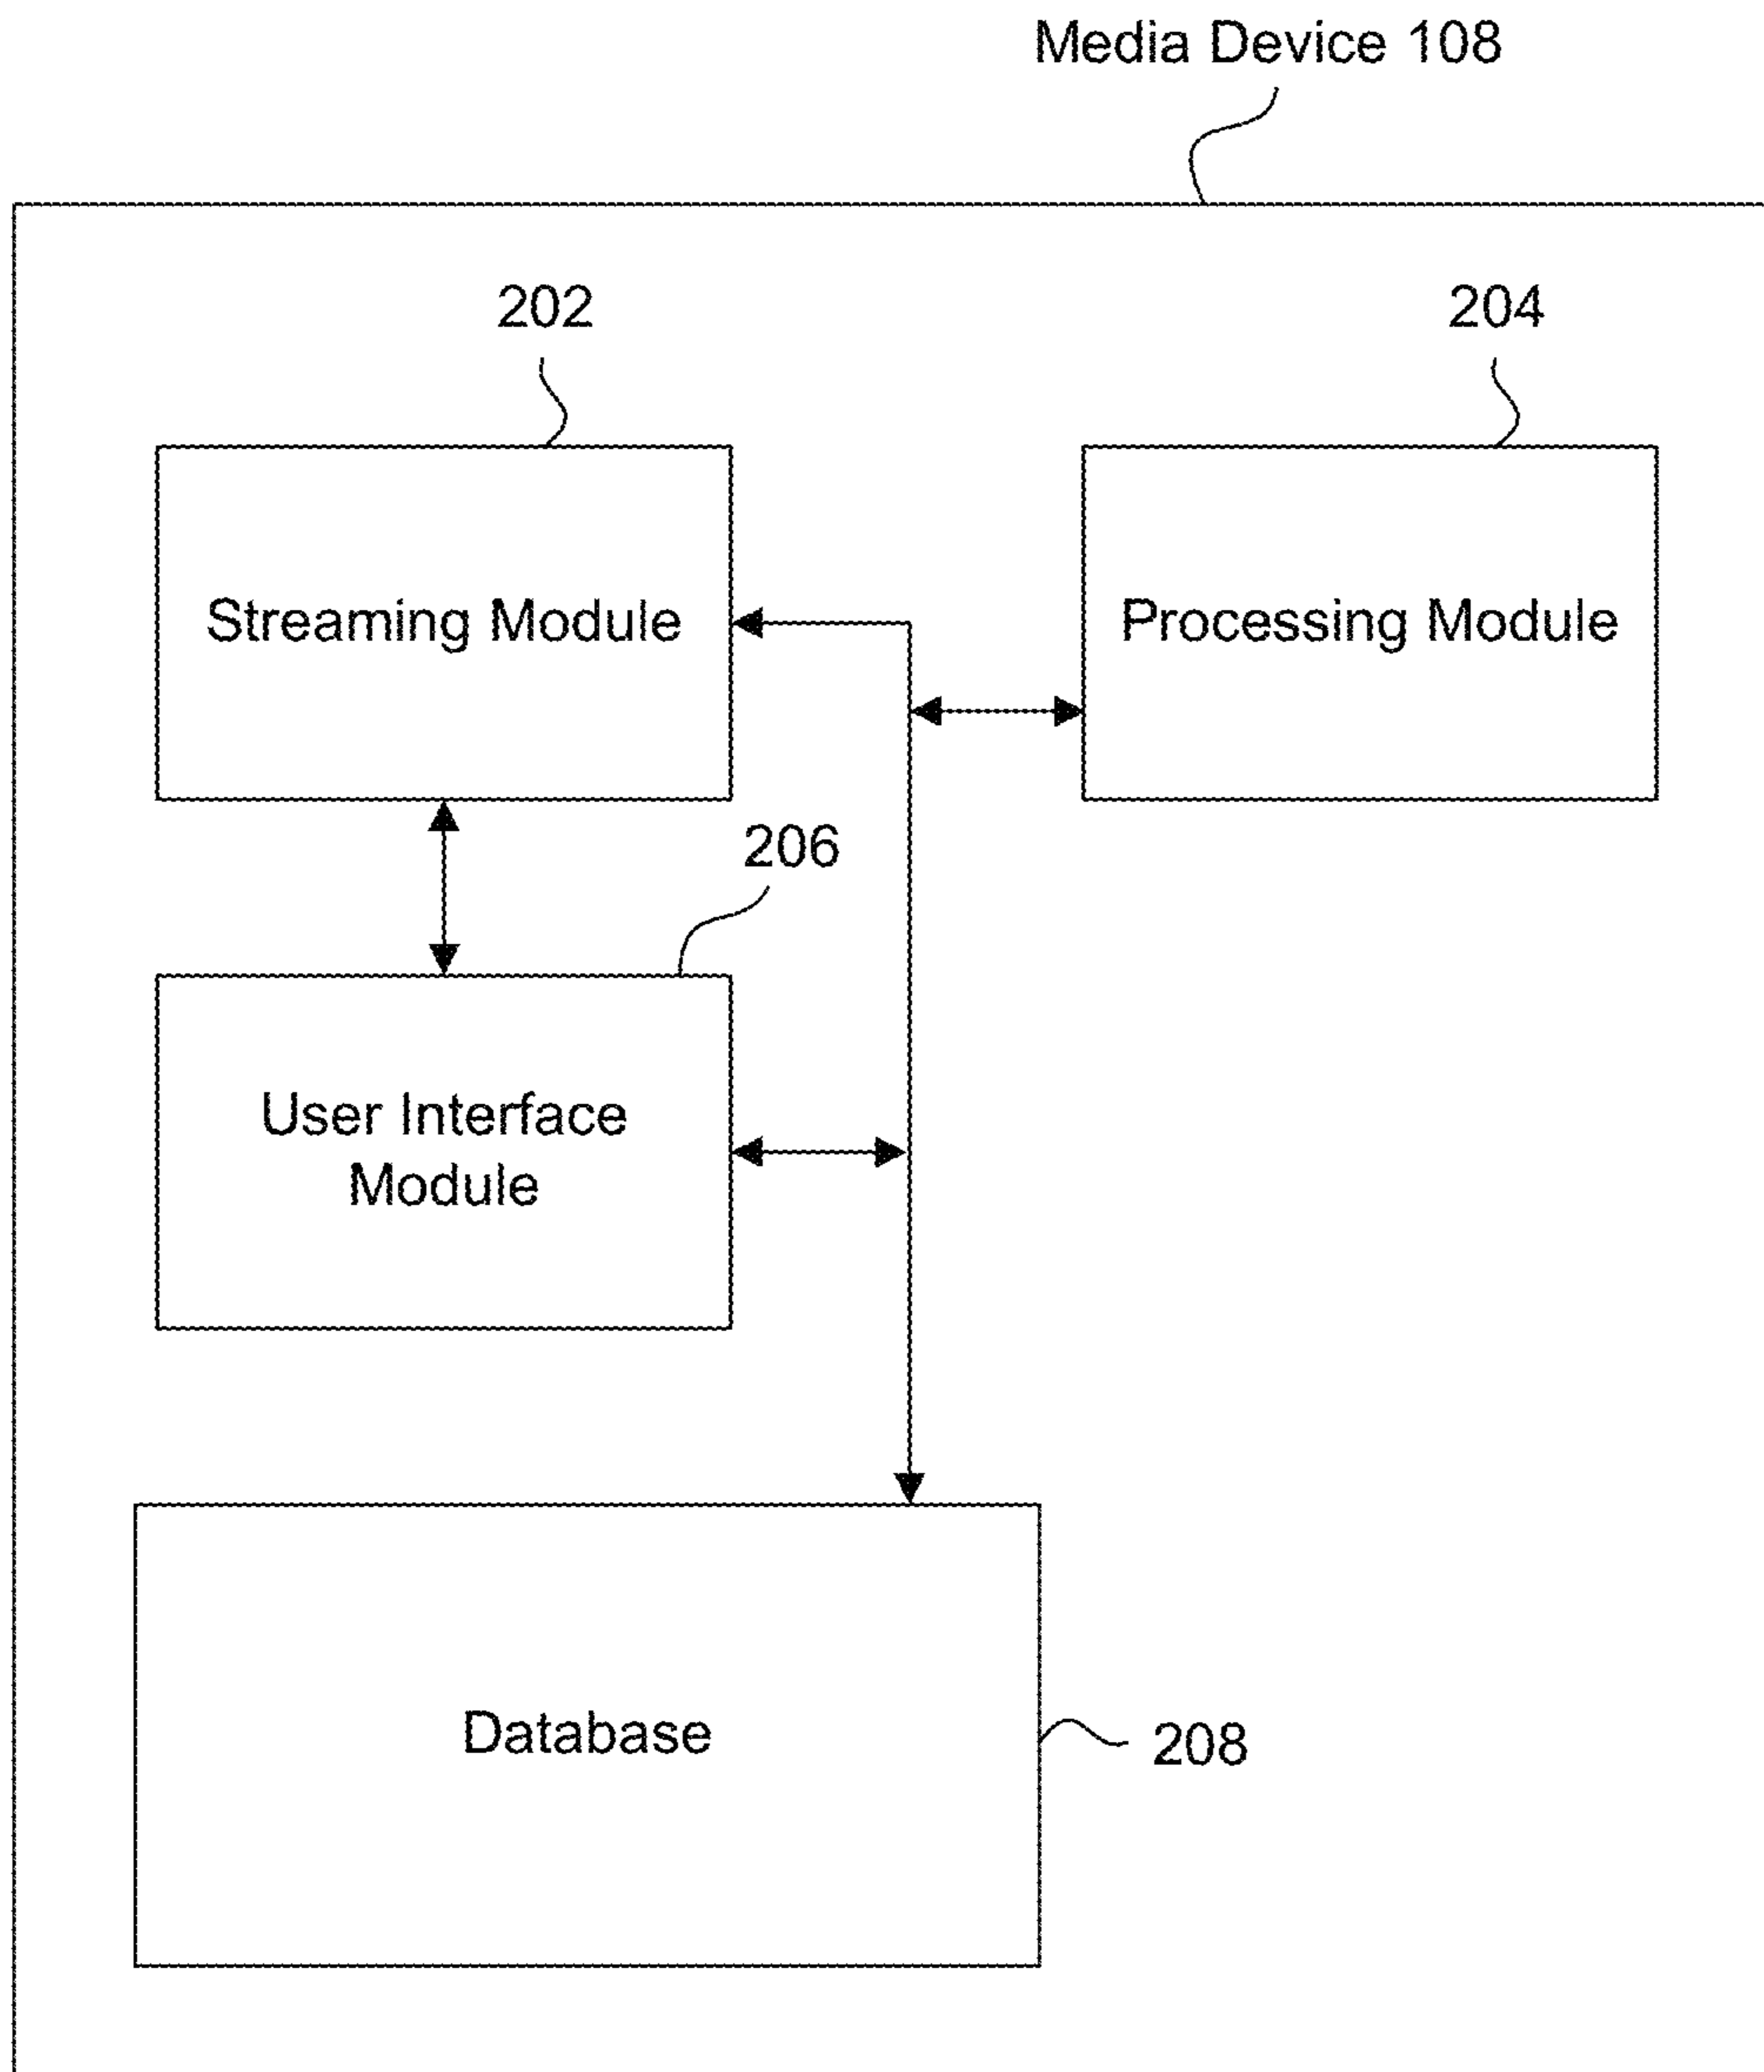 Media Device 108
202
204
Streaming Module
Processing Module
206
User Interface
Module
Database
208